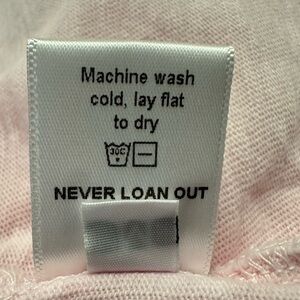 Machine wash
cold, lay flat
to dry
30C
NEVER LOAN OUT